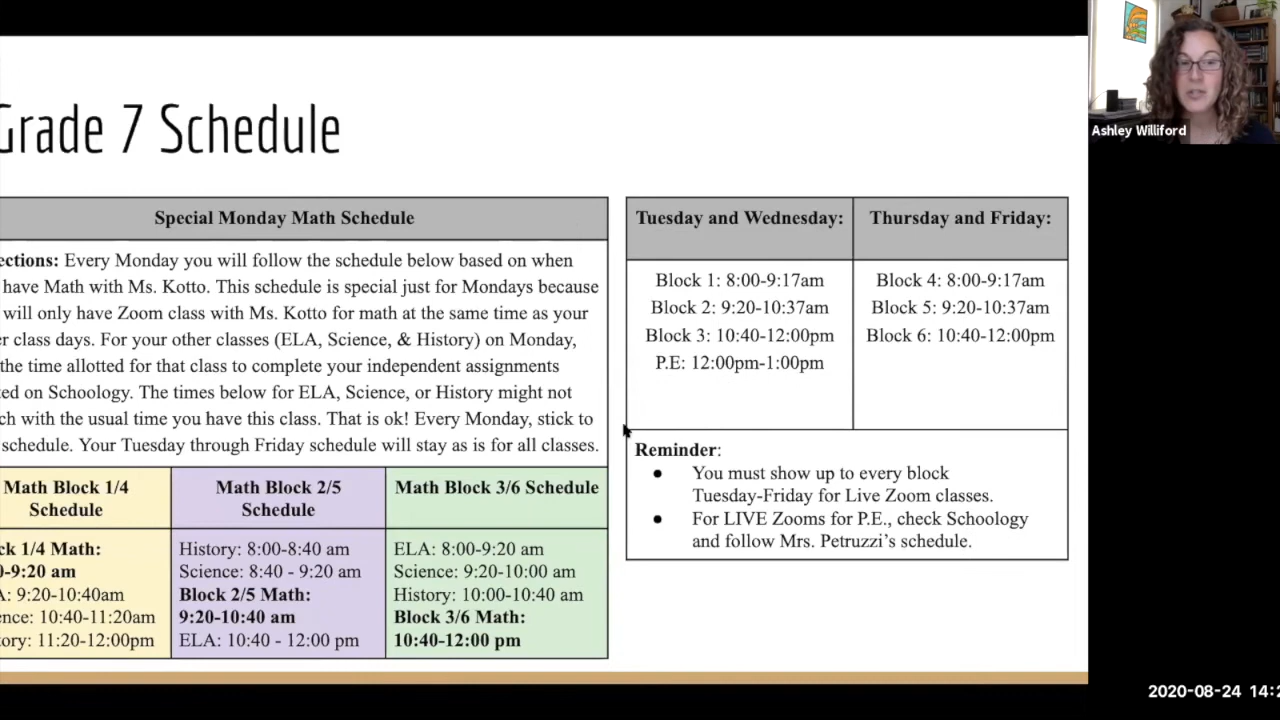 Grade 7 Schedule
Ashley Williford
Special Monday Math Schedule
ections: Every Monday you will follow the schedule below based on when
have Math with Ms. Kotto. This schedule is special just for Mondays because
will only have Zoom class with Ms. Kotto for math at the same time as your
r class days. For your other classes (ELA, Science, & History) on Monday,
the time allotted for that class to complete your independent assignments
ed on Schoology. The times below for ELA, Science, or History might not
ch with the usual time you have this class. That is ok! Every Monday, stick to
schedule. Your Tuesday through Friday schedule will stay as is for all classes.
Math Block 1/4
Schedule
ck 1/4 Math:
0-9:20 am
A: 9:20-10:40am
ence: 10:40-11:20am
tory: 11:20-12:00pm
Math Block 2/5
Schedule
History: 8:00-8:40 am
Science: 8:40 - 9:20 am
Block 2/5 Math:
9:20-10:40 am
ELA: 10:40 - 12:00 pm
Math Block 3/6 Schedule
ELA: 8:00-9:20 am
Science: 9:20-10:00 am
History: 10:00-10:40 am
Block 3/6 Math:
10:40-12:00 pm
Tuesday and Wednesday:
Block 1: 8:00-9:17am
Block 2: 9:20-10:37am
Block 3: 10:40-12:00pm
P.E: 12:00pm-1:00pm
Thursday and Friday:
Block 4: 8:00-9:17am
Block 5: 9:20-10:37am
Block 6: 10:40-12:00pm
Reminder:
● You must show up to every block
Tuesday-Friday for Live Zoom classes.
● For LIVE Zooms for P.E., check Schoology
and follow Mrs. Petruzzi's schedule.
2020-08-24 14:2